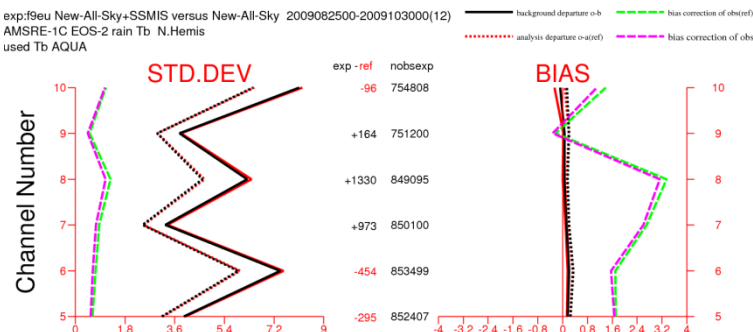 exp:f9eu New-All-Sky+SSMIS versus New-All-Sky 2009082500-2009103000(12)
AMSRE-1C EOS-2 rain Tb N.Hemis
used Tb AQUA
background departure o-b
bias correction of obs(ref)
analysis departure o-a(ref)
bias correction of obs
STD.DEV
exp -ref
nobsexp
BIAS
Channel Number
10 -96 754808 10
9 +164 751200 9
8 +1330 849095 8
7 +973 850100 7
6 -454 853499 6
5 -295 852407 5
0 1.8 3.6 5.4 7.2 9
-4 -3.2 -2.4 -1.6 -0.8 0 0.8 1.6 2.4 3.2 4